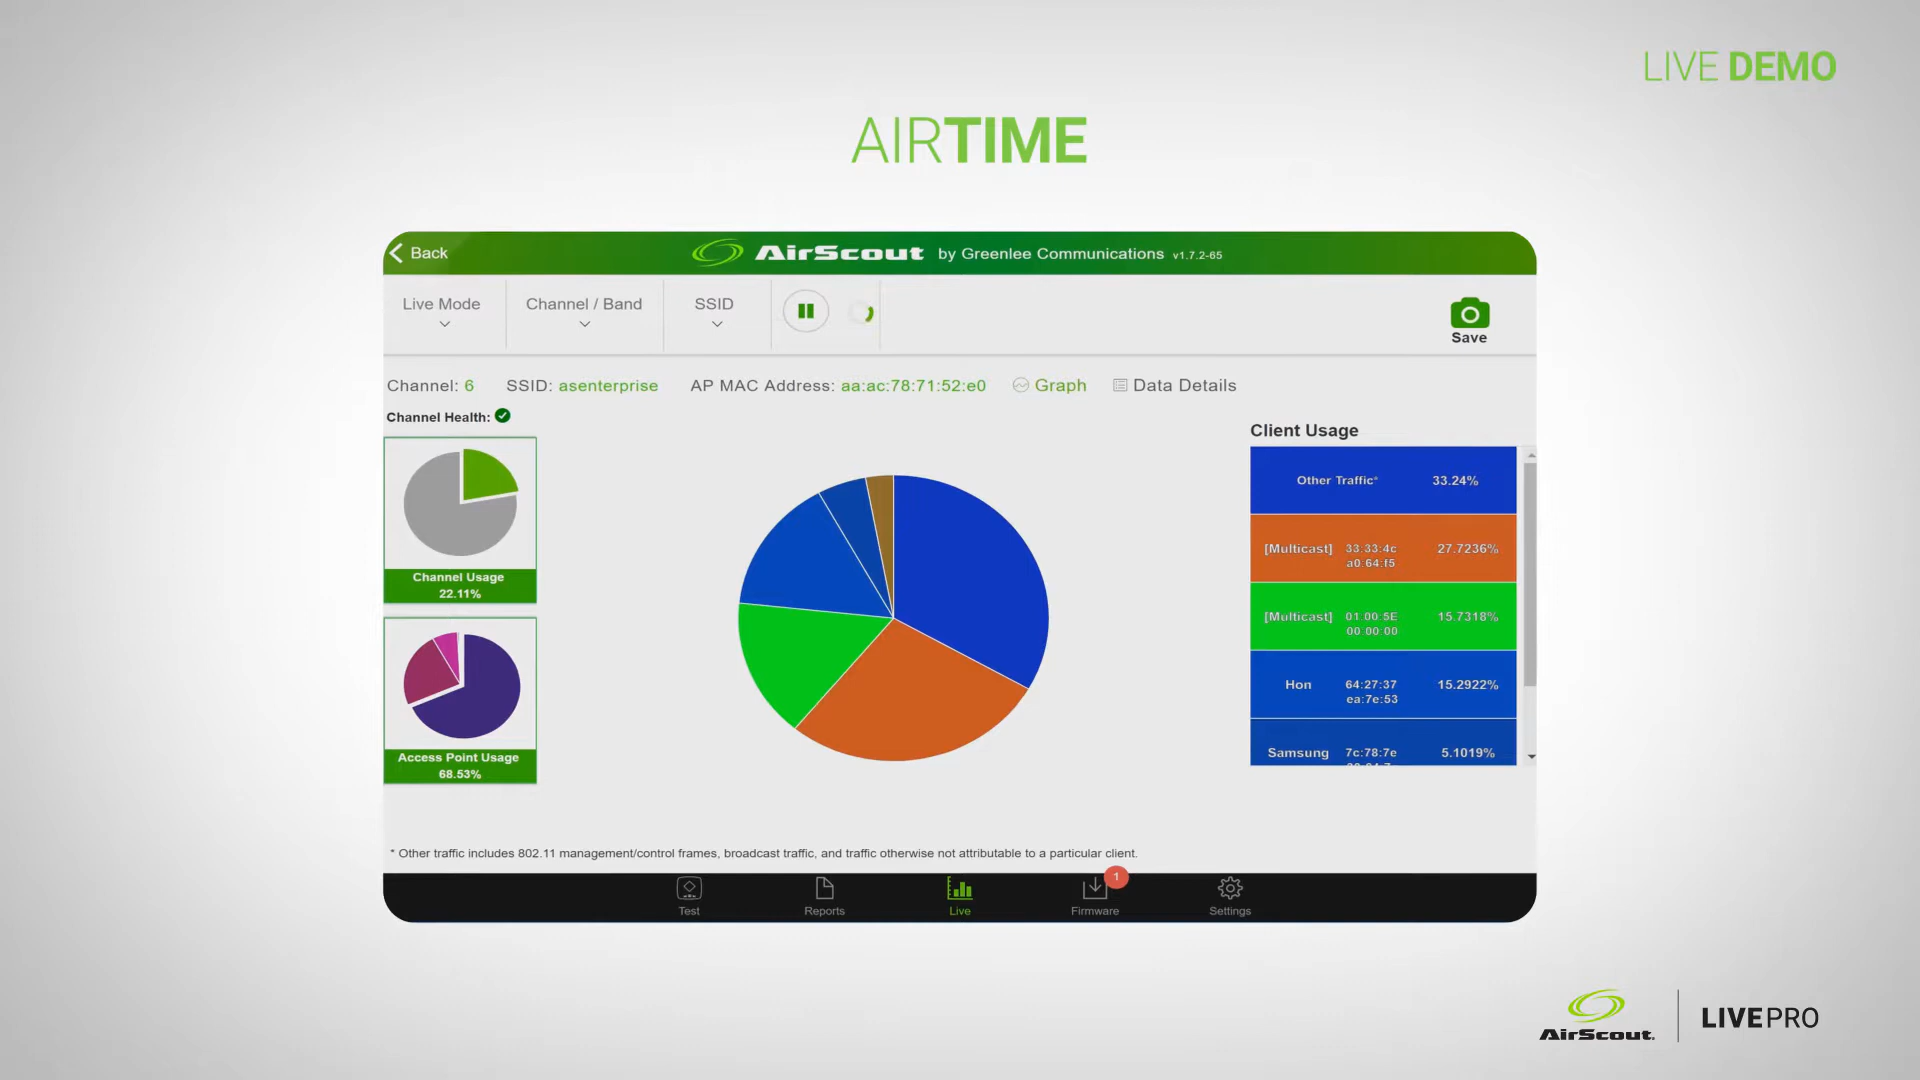 LIVE DEMO
AIRTIME
Back
AirScout by Greenlee Communications v1.7.2-65
Live Mode
Channel / Band
SSID
Save
Channel: 6 SSID: asenterprise AP MAC Address: aa:ac:78:71:52:e0 Graph Data Details
Channel Health:
Channel Usage
22.11%
Access Point Usage
68.53%
Client Usage
Other Traffic* 33.24%
[Multicast] 33:33:4c 27.7236%
a0:64:f5
[Multicast] 01:00:5E 15.7318%
00:00:00
Hon 64:27:37 15.2922%
ea:7e:53
Samsung 7c:78:7e 5.1019%
* Other traffic includes 802.11 management/control frames, broadcast traffic, and traffic otherwise not attributable to a particular client.
Test
Reports
Live
1
Firmware
Settings
AirScout.
LIVEPRO